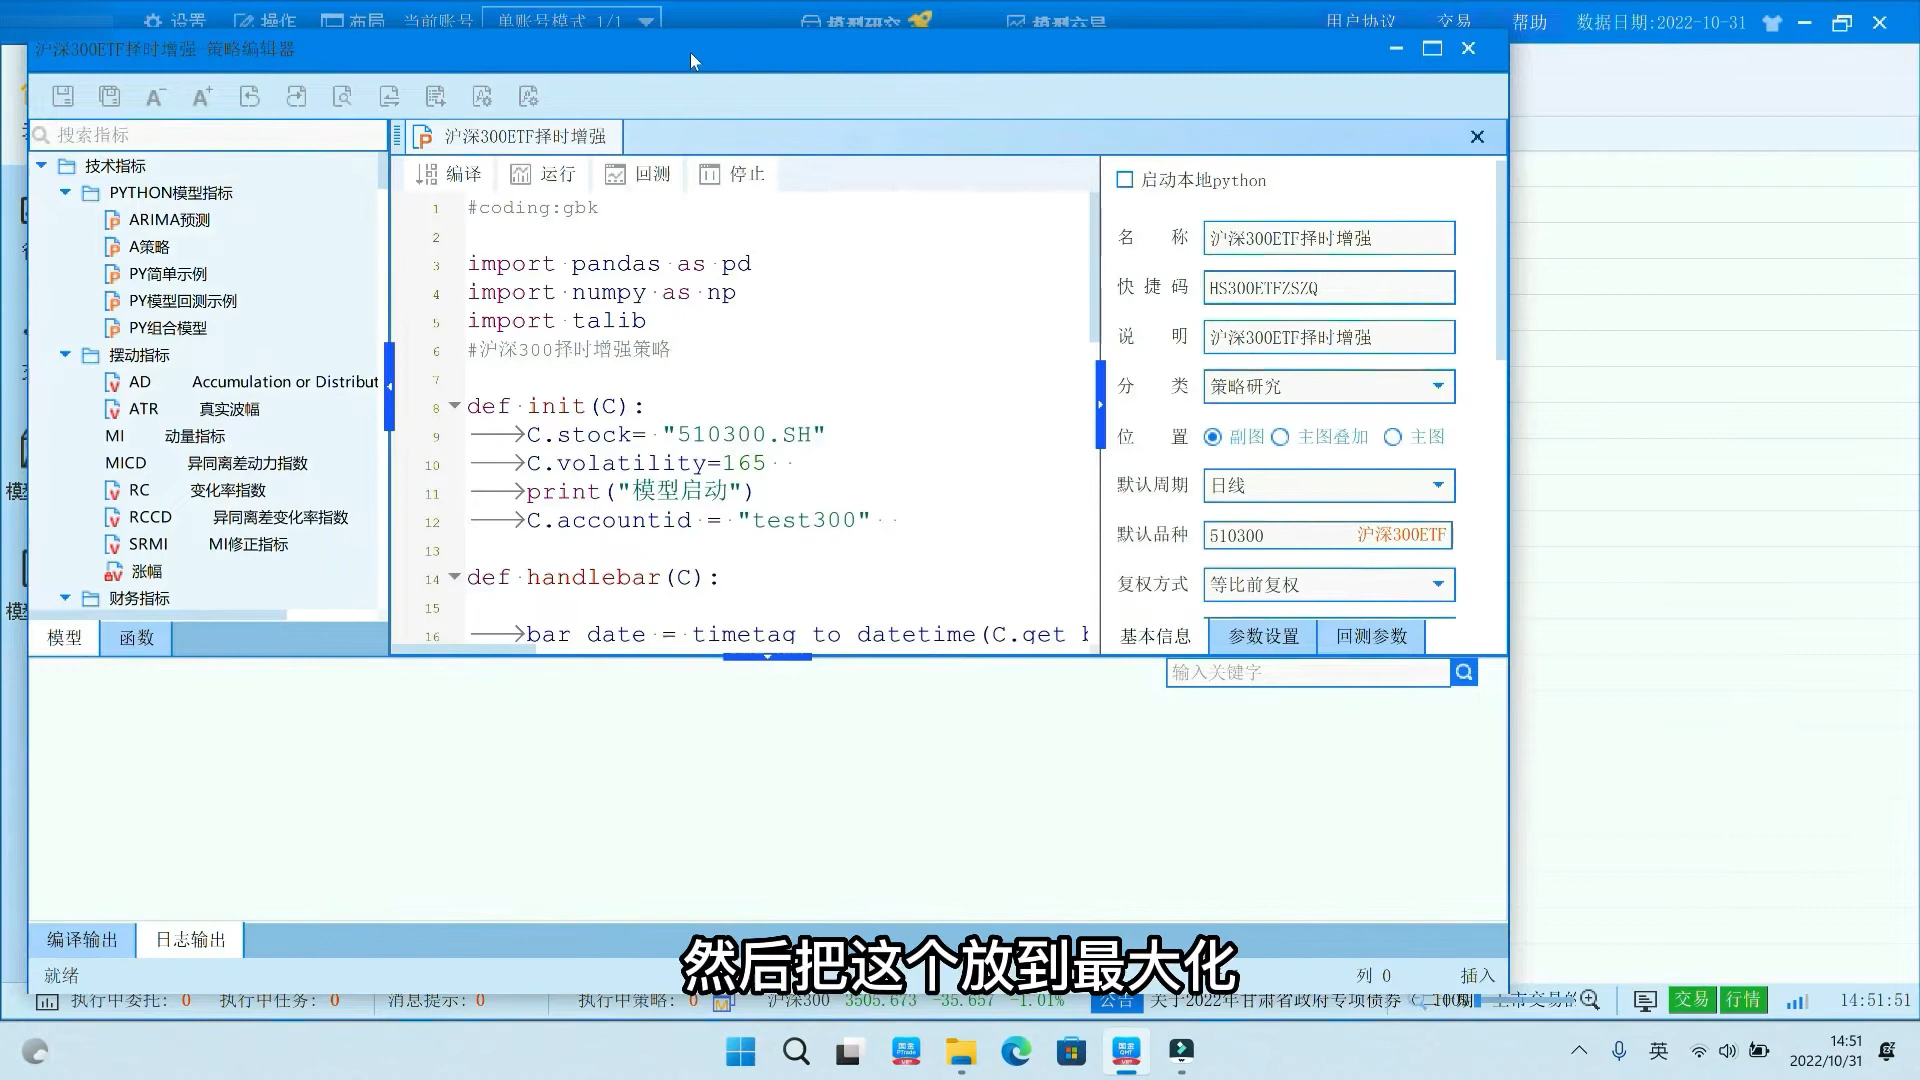 设置 操作 布局 当前账号 单账号模式 1/1 模型研究 模型交易 用户协议 交易 帮助 数据日期:2022-10-31
沪深300ETF择时增强-策略编辑器
搜索指标
沪深300ETF择时增强
技术指标
PYTHON模型指标
ARIMA预测
A策略
PY简单示例
PY模型回测示例
PY组合模型
摆动指标
AD Accumulation or Distribut
ATR 真实波幅
MI 动量指标
MICD 异同离差动力指数
RC 变化率指数
RCCD 异同离差变化率指数
SRMI MI修正指标
涨幅
财务指标
模型 函数
编译 运行 回测 停止
1 #coding:gbk
2
3 import pandas as pd
4 import numpy as np
5 import talib
6 #沪深300择时增强策略
7
8 def init(C):
9 C.stock= "510300.SH"
10 C.volatility=165
11 print("模型启动")
12 C.accountid = "test300"
13
14 def handlebar(C):
15
16 bar date = timetag to datetime(C.get b
启动本地python
名 称 沪深300ETF择时增强
快捷码 HS300ETFZSZQ
说 明 沪深300ETF择时增强
分 类 策略研究
位 置 副图 主图叠加 主图
默认周期 日线
默认品种 510300 沪深300ETF
复权方式 等比前复权
基本信息 参数设置 回测参数
输入关键字
编译输出 日志输出
就绪 列 0 插入
然后把这个放到最大化
执行中委托: 0 执行中任务: 0 消息提示: 0 执行中策略: 0 沪深300 3505.673 -35.657 -1.01% 公告 关于2022年甘肃省政府专项债券 交易 行情 14:51:51
英 14:51
2022/10/31